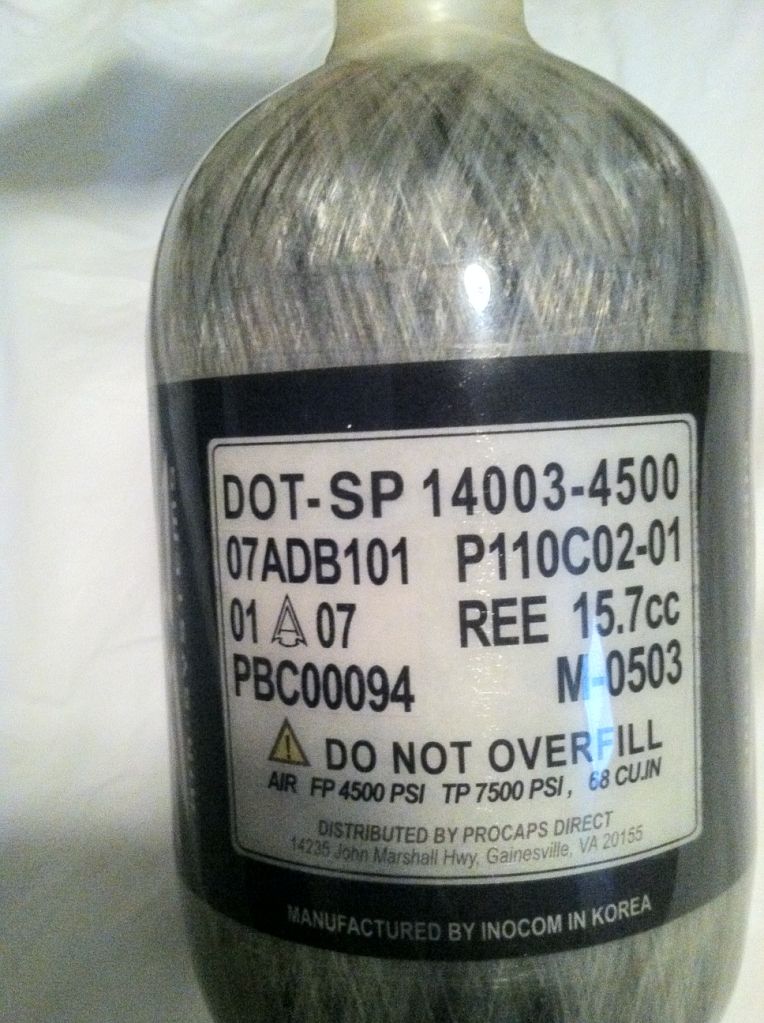 DOT-SP 14003-4500
07ADB101 P110C02-01
01 A 07 REE 15.7cc
PBC00094 M-0503
DO NOT OVERFILL
AIR FP 4500 PSI TP 7500 PSI, 68 CU.IN
DISTRIBUTED BY PROCAPS DIRECT
14235 John Marshall Hwy, Gainesville, VA 20155
MANUFACTURED BY INOCOM IN KOREA